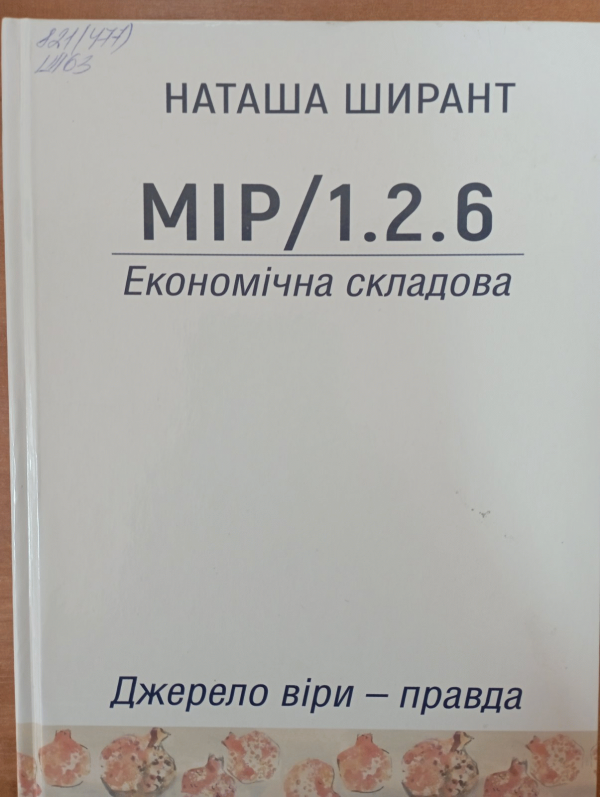 821(477)
Ш63
НАТАША ШИРАНТ
МІР/1.2.6
Економічна складова
Джерело віри – правда